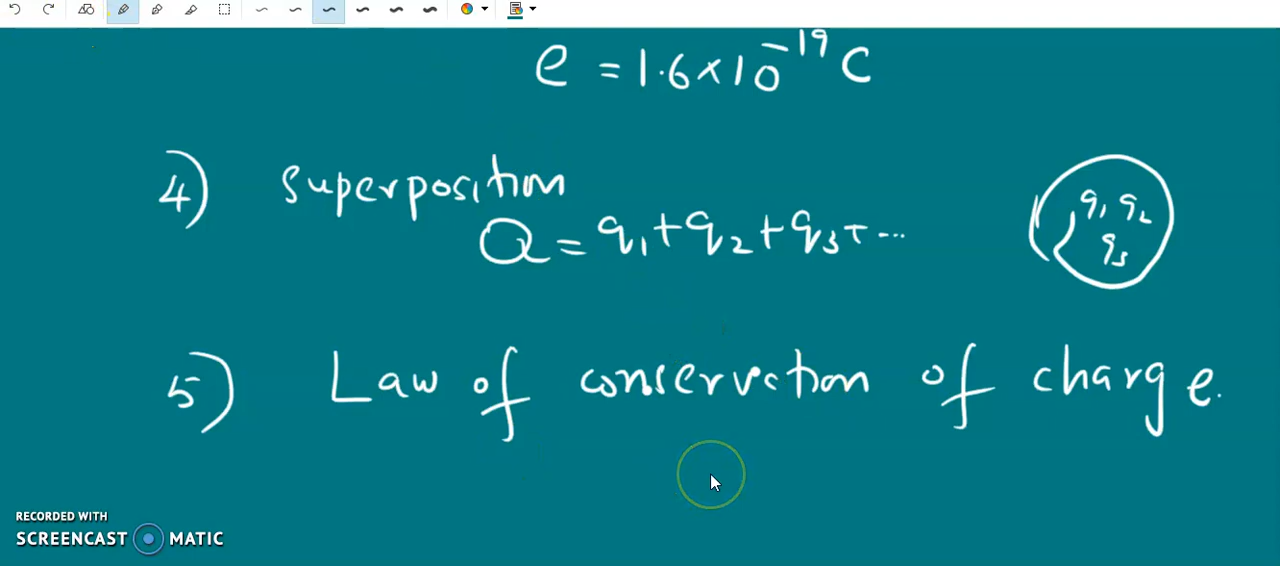 e = 1.6×10⁻¹⁹ C
4) Superposition
Q = q₁+q₂+q₃+...
q₁ q₂
q₃
5) Law of conservation of charge.
RECORDED WITH
SCREENCAST MATIC